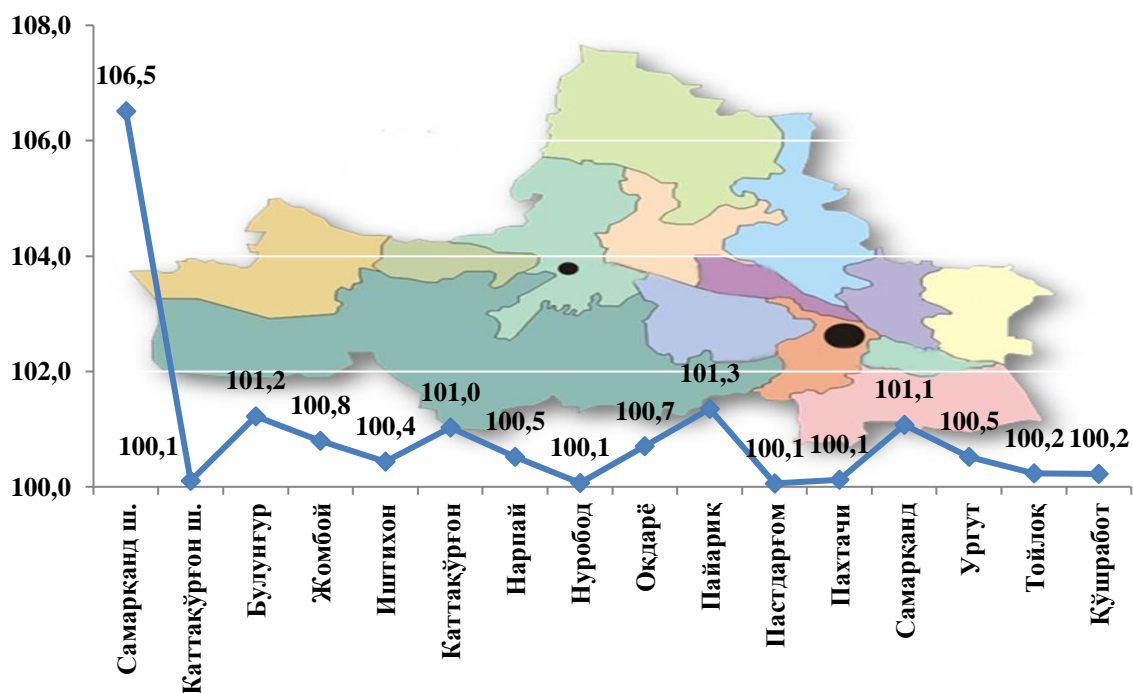 108,0
106,0
104,0
102,0
100,0
106,5
100,1
101,2
100,8
100,4
101,0
100,5
100,1
100,7
101,3
100,1
100,1
101,1
100,5
100,2
100,2
Самарқанд ш.
Каттақўрғон ш.
Булунғур
Жомбой
Иштихон
Каттақўрғон
Нарпай
Нуробод
Оқдарё
Пайариқ
Пастдарғом
Пахтачи
Самарқанд
Ургут
Тойлоқ
Қўшработ